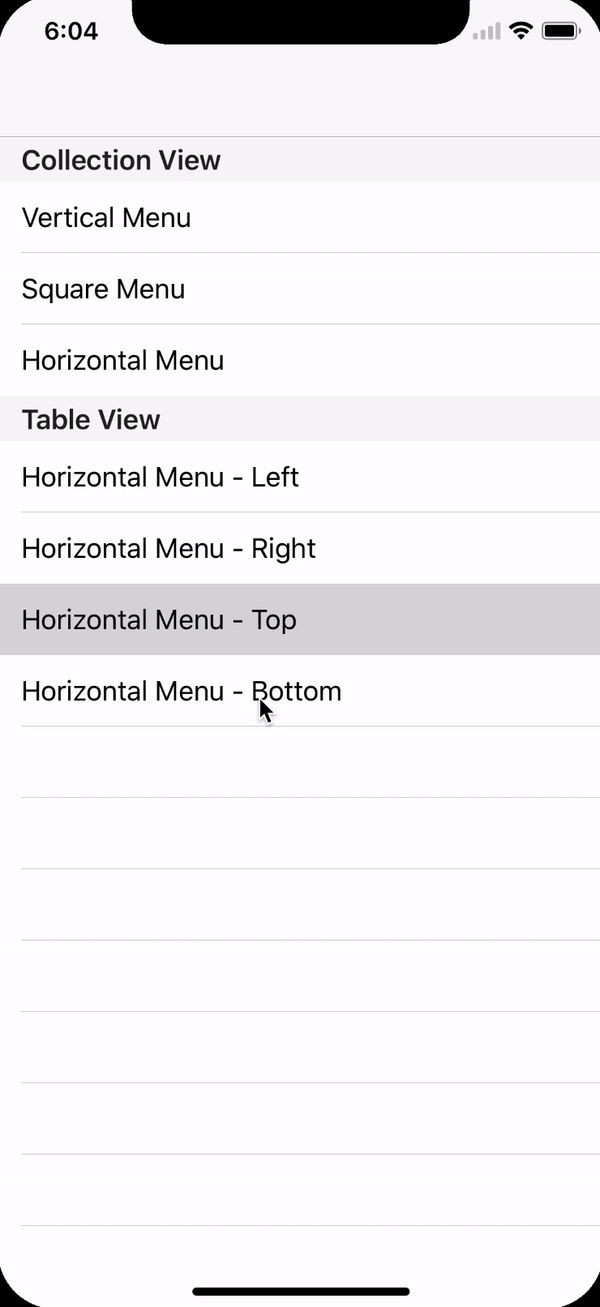 6:04
Collection View
Vertical Menu
Square Menu
Horizontal Menu
Table View
Horizontal Menu - Left
Horizontal Menu - Right
Horizontal Menu - Top
Horizontal Menu - Bottom